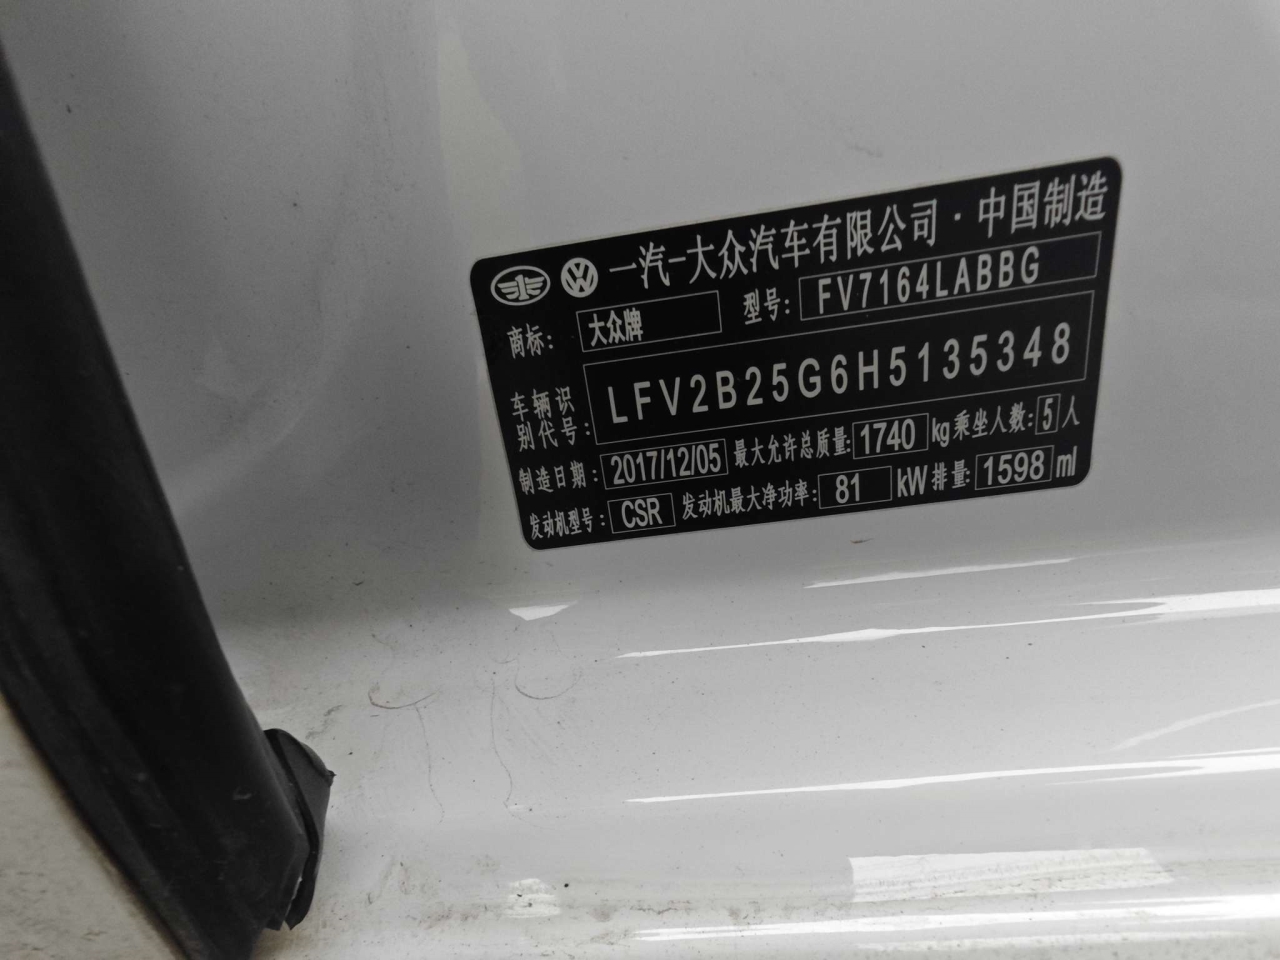 一汽-大众汽车有限公司·中国制造
商标: 大众牌 型号: FV7164LABBG
车辆识别代号: LFV2B25G6H5135348
制造日期: 2017/12/05 最大允许总质量: 1740 kg 乘坐人数: 5 人
发动机型号: CSR 发动机最大净功率: 81 kW 排量: 1598 ml